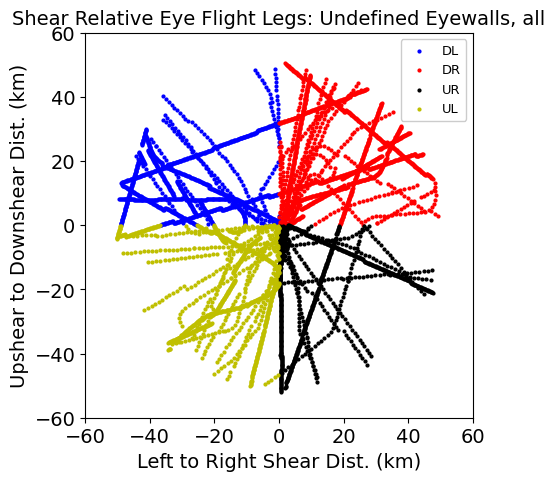 Shear Relative Eye Flight Legs: Undefined Eyewalls, all
60
40
20
0
−20
−40
−60
Upshear to Downshear Dist. (km)
DL
DR
UR
UL
−60 −40 −20 0 20 40 60
Left to Right Shear Dist. (km)